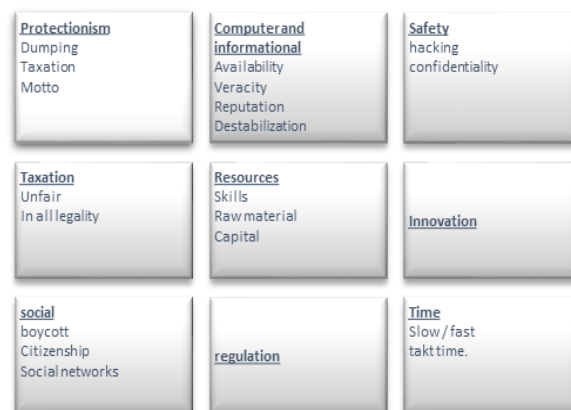 Protectionism
Dumping
Taxation
Motto
Computer and
informational
Availability
Veracity
Reputation
Destabilization
Safety
hacking
confidentiality
Taxation
Unfair
In all legality
Resources
Skills
Raw material
Capital
Innovation
social
boycott
Citizenship
Social networks
regulation
Time
Slow / fast
takt time.